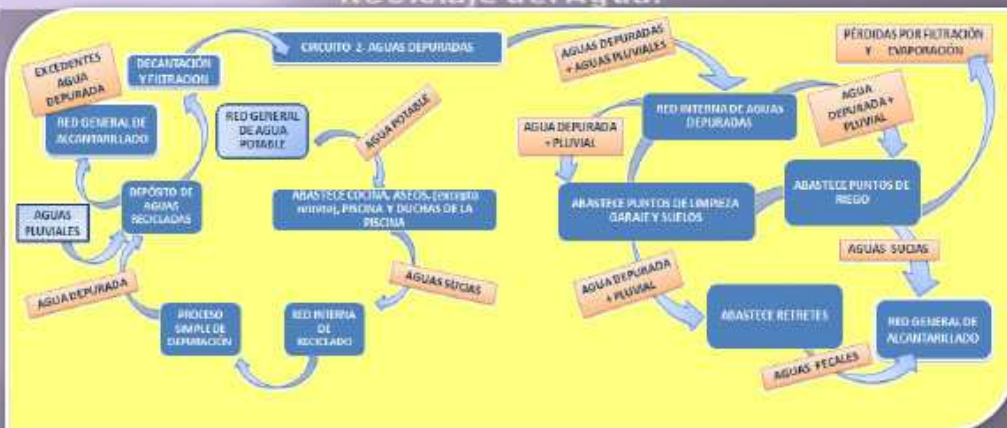 Reciclaje del Agua.
CIRCUITO 2- AGUAS DEPURADAS
AGUAS DEPURADAS
+ AGUAS PLUVIALES
PÉRDIDAS POR FILTRACIÓN
Y EVAPORACIÓN
EXCEDENTES
AGUA
DEPURADA
DECANTACIÓN
Y FILTRACION
RED GENERAL DE
ALCANTARILLADO
RED GENERAL
DE AGUA
POTABLE
AGUA POTABLE
AGUA DEPURADA
+ PLUVIAL
RED INTERNA DE AGUAS
DEPURADAS
AGUA
DEPURADA+
PLUVIAL
DEPÓSITO DE
AGUAS
RECICLADAS
ABASTECE COCINA, ASEOS, (excepto
retrete), PISCINA Y DUCHAS DE LA
PISCINA
ABASTECE PUNTOS DE LIMPIEZA
GARAJE Y SUELOS
ABASTECE PUNTOS DE
RIEGO
AGUAS
PLUVIALES
AGUA DEPURADA
AGUAS SUCIAS
AGUA DEPURADA
+ PLUVIAL
AGUAS SUCIAS
PROCESO
SIMPLE DE
DEPURACIÓN
RED INTERNA
DE
RECICLADO
ABASTECE RETRETES
RED GENERAL DE
ALCANTARILLADO
AGUAS FECALES